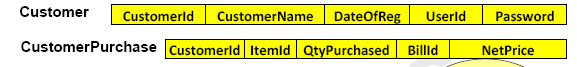 Customer CustomerId CustomerName DateOfReg UserId Password
CustomerPurchase CustomerId ItemId QtyPurchased BillId NetPrice